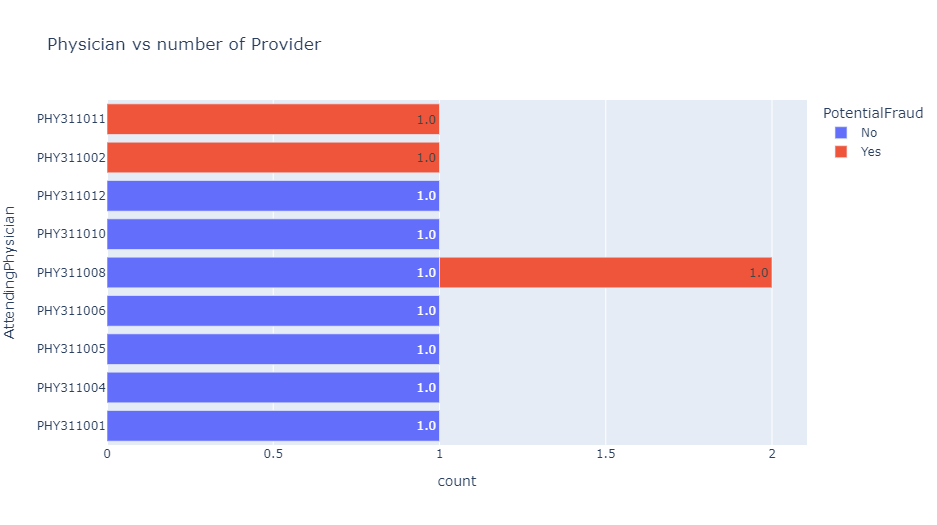 Physician vs number of Provider
PotentialFraud
No
Yes
AttendingPhysician
PHY311011 1.0
PHY311002 1.0
PHY311012 1.0
PHY311010 1.0
PHY311008 1.0 1.0
PHY311006 1.0
PHY311005 1.0
PHY311004 1.0
PHY311001 1.0
0 0.5 1 1.5 2
count